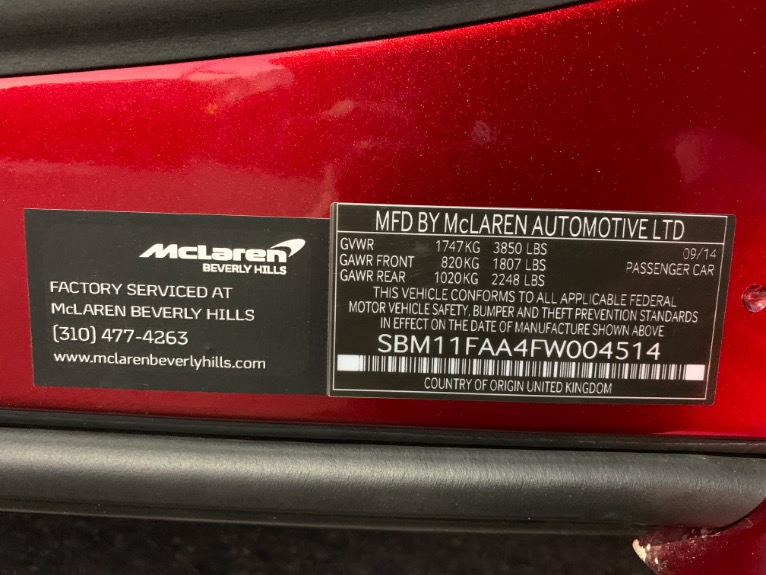 McLaren
BEVERLY HILLS
FACTORY SERVICED AT
McLAREN BEVERLY HILLS
(310) 477-4263
www.mclarenbeverlyhills.com
MFD BY McLAREN AUTOMOTIVE LTD
GVWR 1747KG 3850 LBS 09/14
GAWR FRONT 820KG 1807 LBS PASSENGER CAR
GAWR REAR 1020KG 2248 LBS
THIS VEHICLE CONFORMS TO ALL APPLICABLE FEDERAL
MOTOR VEHICLE SAFETY, BUMPER AND THEFT PREVENTION STANDARDS
IN EFFECT ON THE DATE OF MANUFACTURE SHOWN ABOVE
SBM11FAA4FW004514
COUNTRY OF ORIGIN UNITED KINGDOM